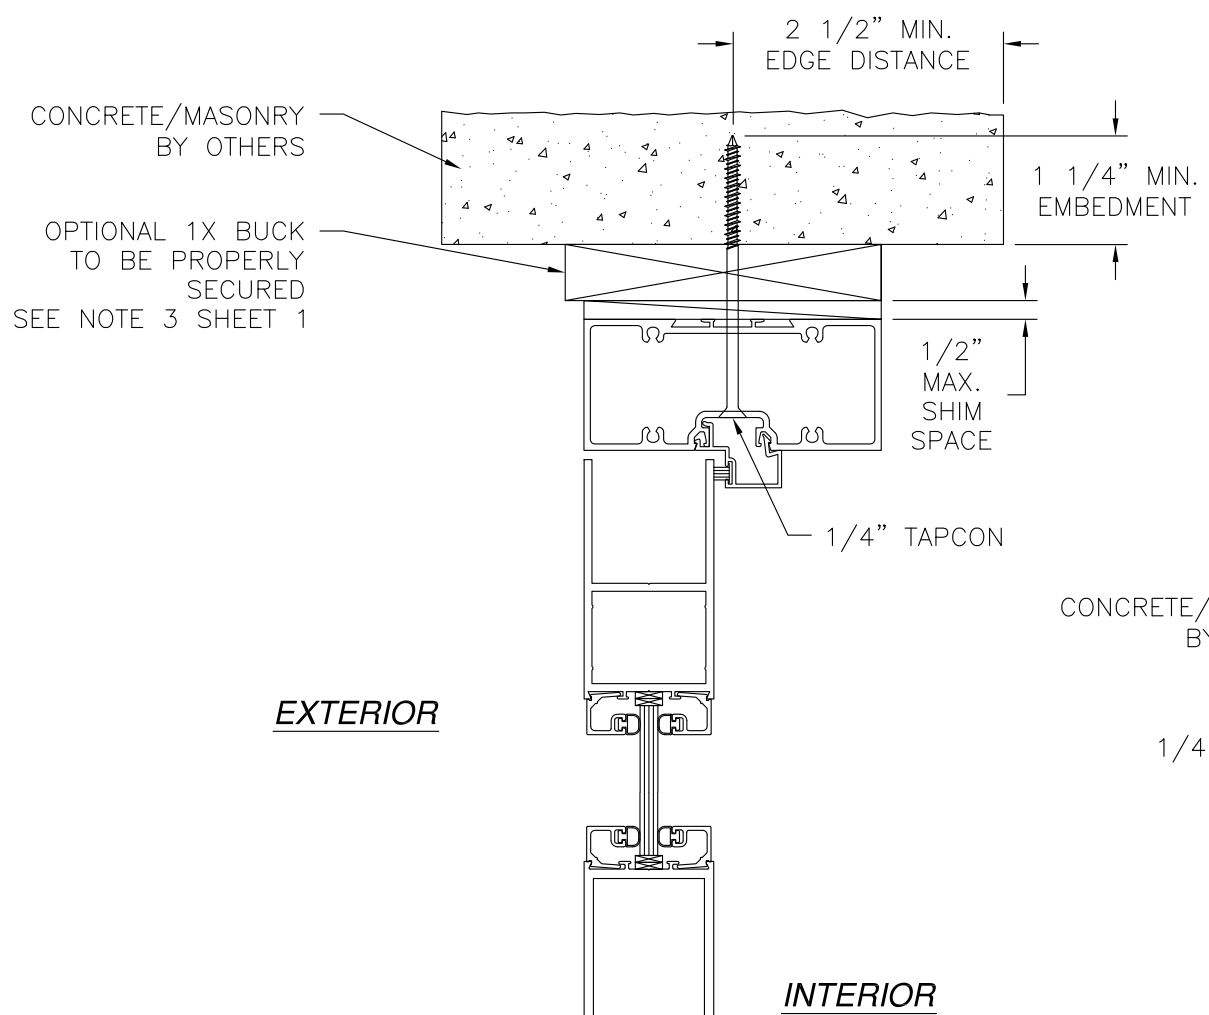 2 1/2” MIN.
EDGE DISTANCE
CONCRETE/MASONRY
BY OTHERS
1 1/4” MIN.
EMBEDMENT
OPTIONAL 1X BUCK
TO BE PROPERLY
SECURED
SEE NOTE 3 SHEET 1
1/2”
MAX.
SHIM
SPACE
1/4” TAPCON
CONCRETE/
BY
EXTERIOR
1/4
INTERIOR